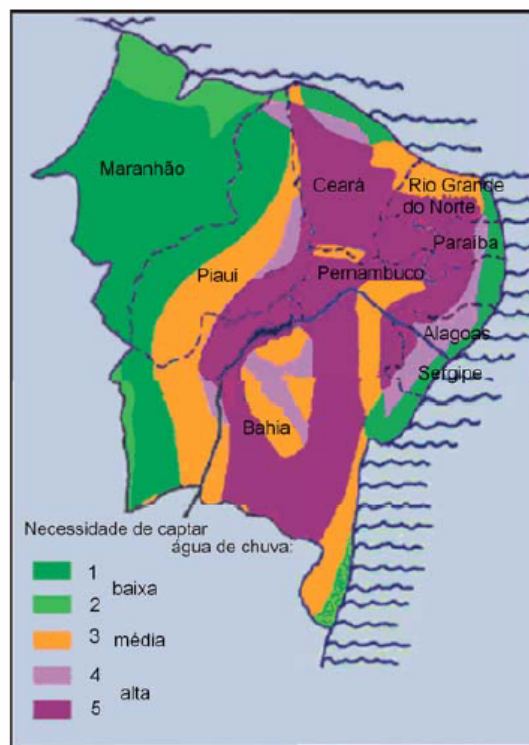 Maranhão
Ceará
Rio Grande
do Norte
Paraíba
Piauí
Pernambuco
Alagoas
Sergipe
Bahia
Necessidade de captar
água de chuva:
1
baixa
2
3 média
4
alta
5